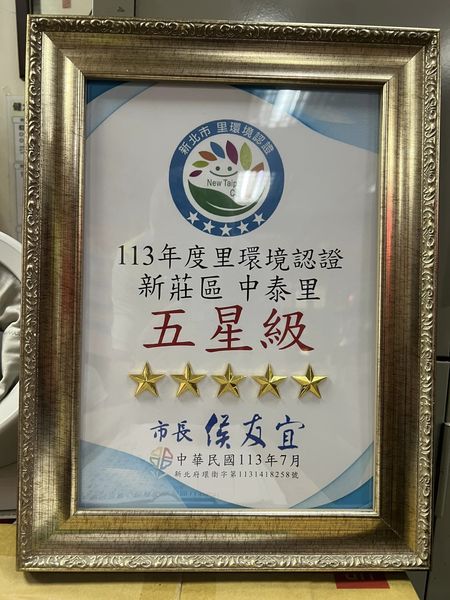 新北市 里環境認證
New Taip
113年度里環境認證
新莊區 中泰里
五星級
市長 侯友宜
中華民國113年7月
新北府環衛字第1131418258號